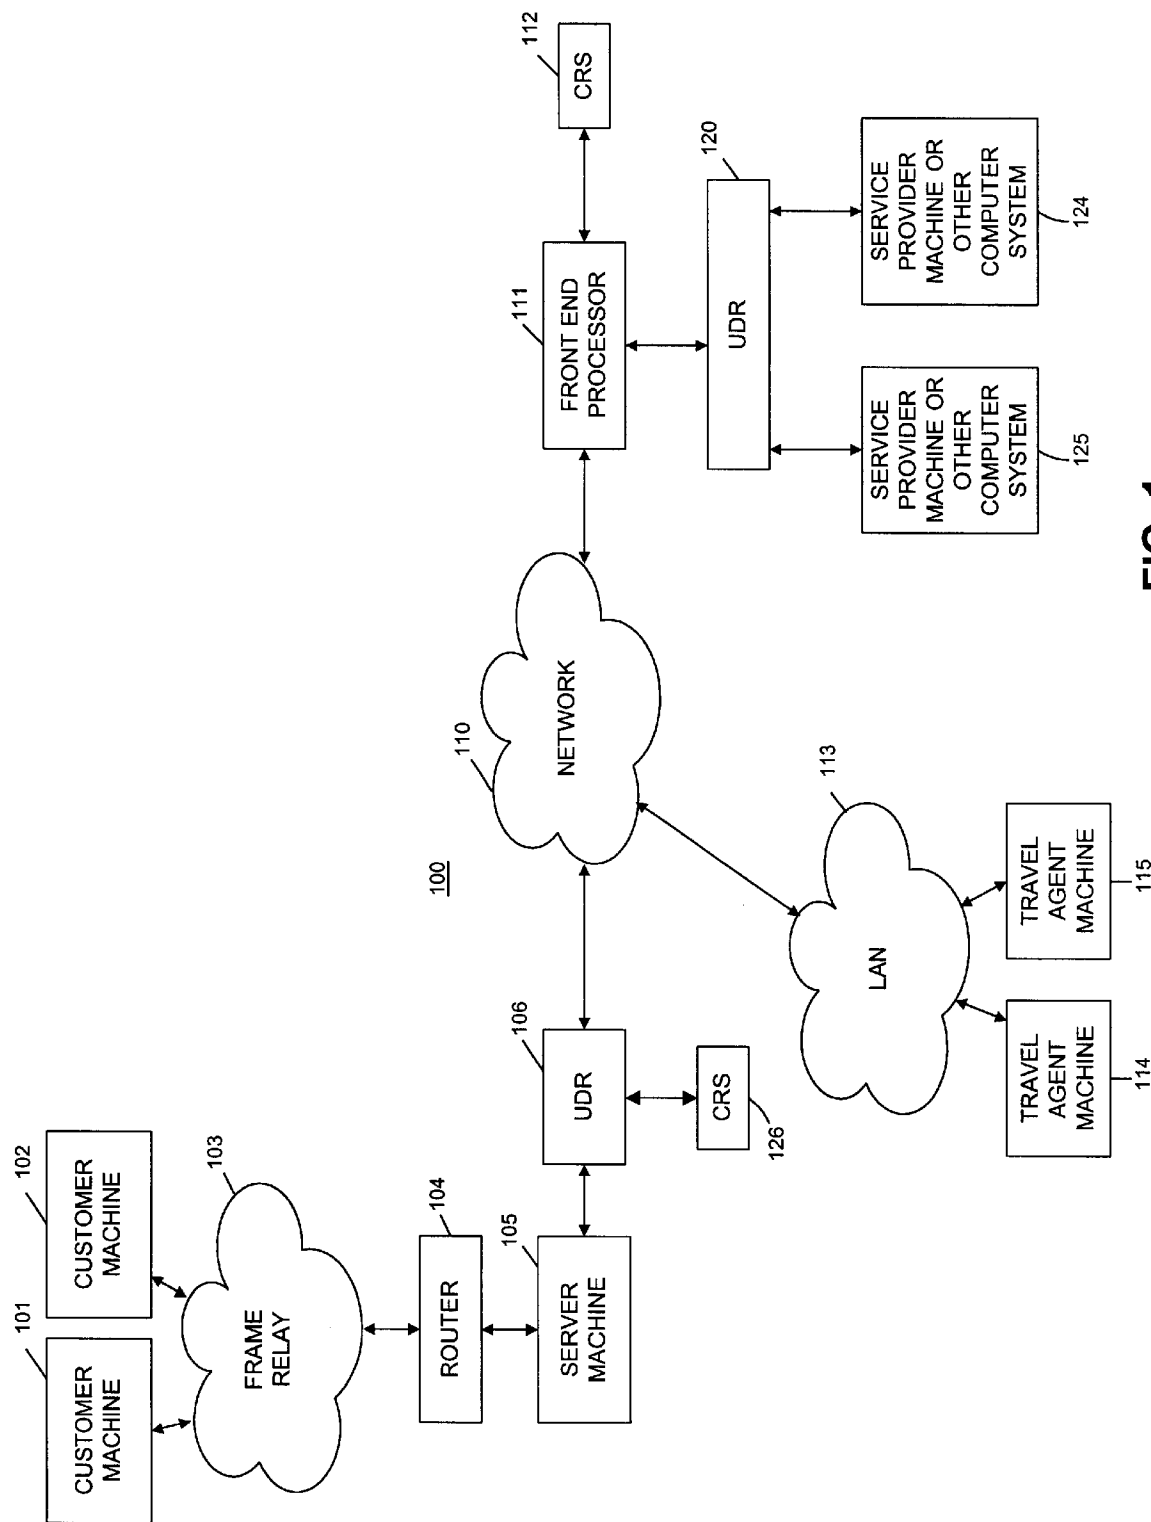 101
CUSTOMER
MACHINE
102
CUSTOMER
MACHINE
103
FRAME
RELAY
104
ROUTER
105
SERVER
MACHINE
106
UDR
CRS
126
100
110
NETWORK
113
LAN
TRAVEL
AGENT
MACHINE
114
TRAVEL
AGENT
MACHINE
115
111
FRONT END
PROCESSOR
112
CRS
120
UDR
SERVICE
PROVIDER
MACHINE OR
OTHER
COMPUTER
SYSTEM
125
SERVICE
PROVIDER
MACHINE OR
OTHER
COMPUTER
SYSTEM
124
FIG. 1